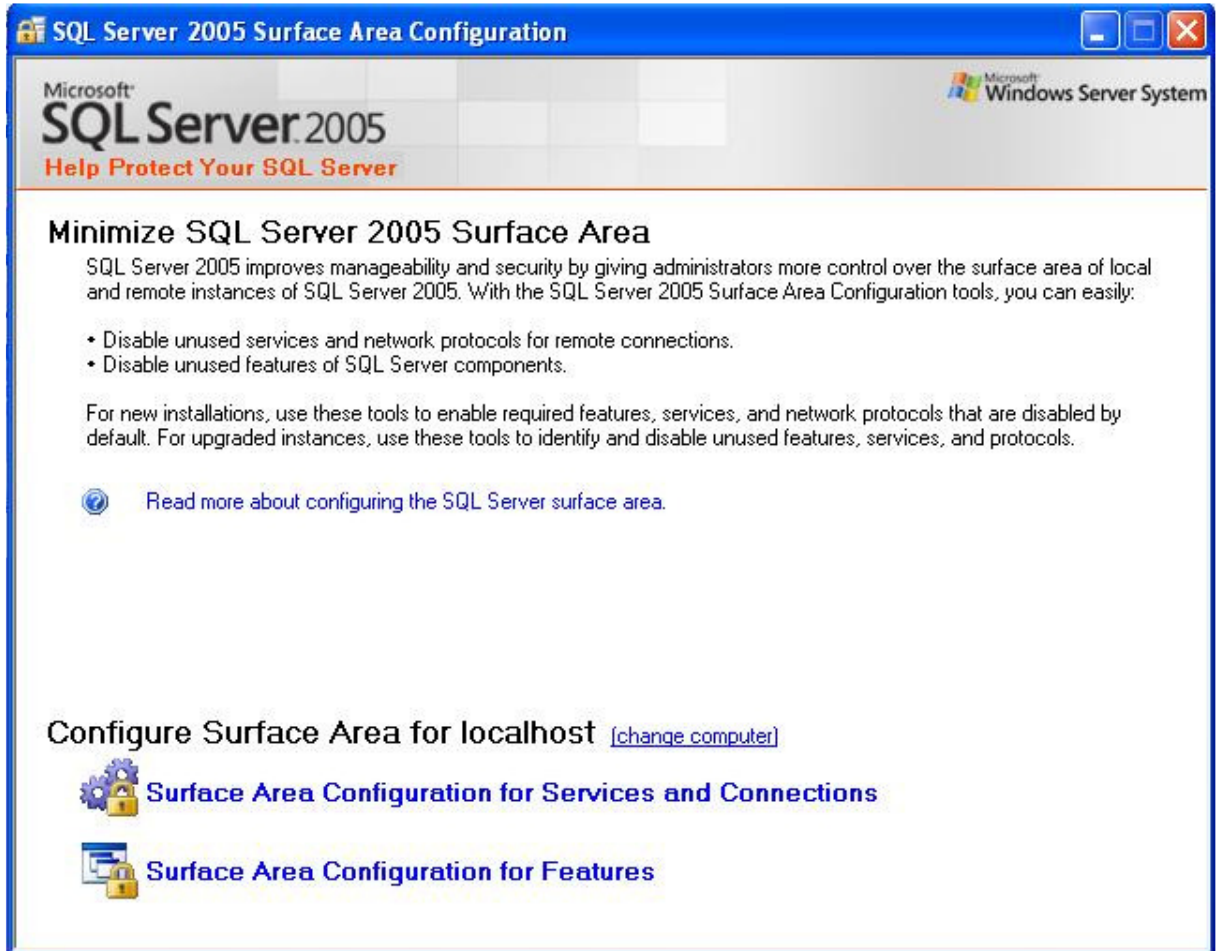 SQL Server 2005 Surface Area Configuration
Microsoft
Windows Server System
Microsoft
SQL Server 2005
Help Protect Your SQL Server
Minimize SQL Server 2005 Surface Area
SQL Server 2005 improves manageability and security by giving administrators more control over the surface area of local
and remote instances of SQL Server 2005. With the SQL Server 2005 Surface Area Configuration tools, you can easily:
• Disable unused services and network protocols for remote connections.
• Disable unused features of SQL Server components.
For new installations, use these tools to enable required features, services, and network protocols that are disabled by
default. For upgraded instances, use these tools to identify and disable unused features, services, and protocols.
Read more about configuring the SQL Server surface area.
Configure Surface Area for localhost (change computer)
Surface Area Configuration for Services and Connections
Surface Area Configuration for Features